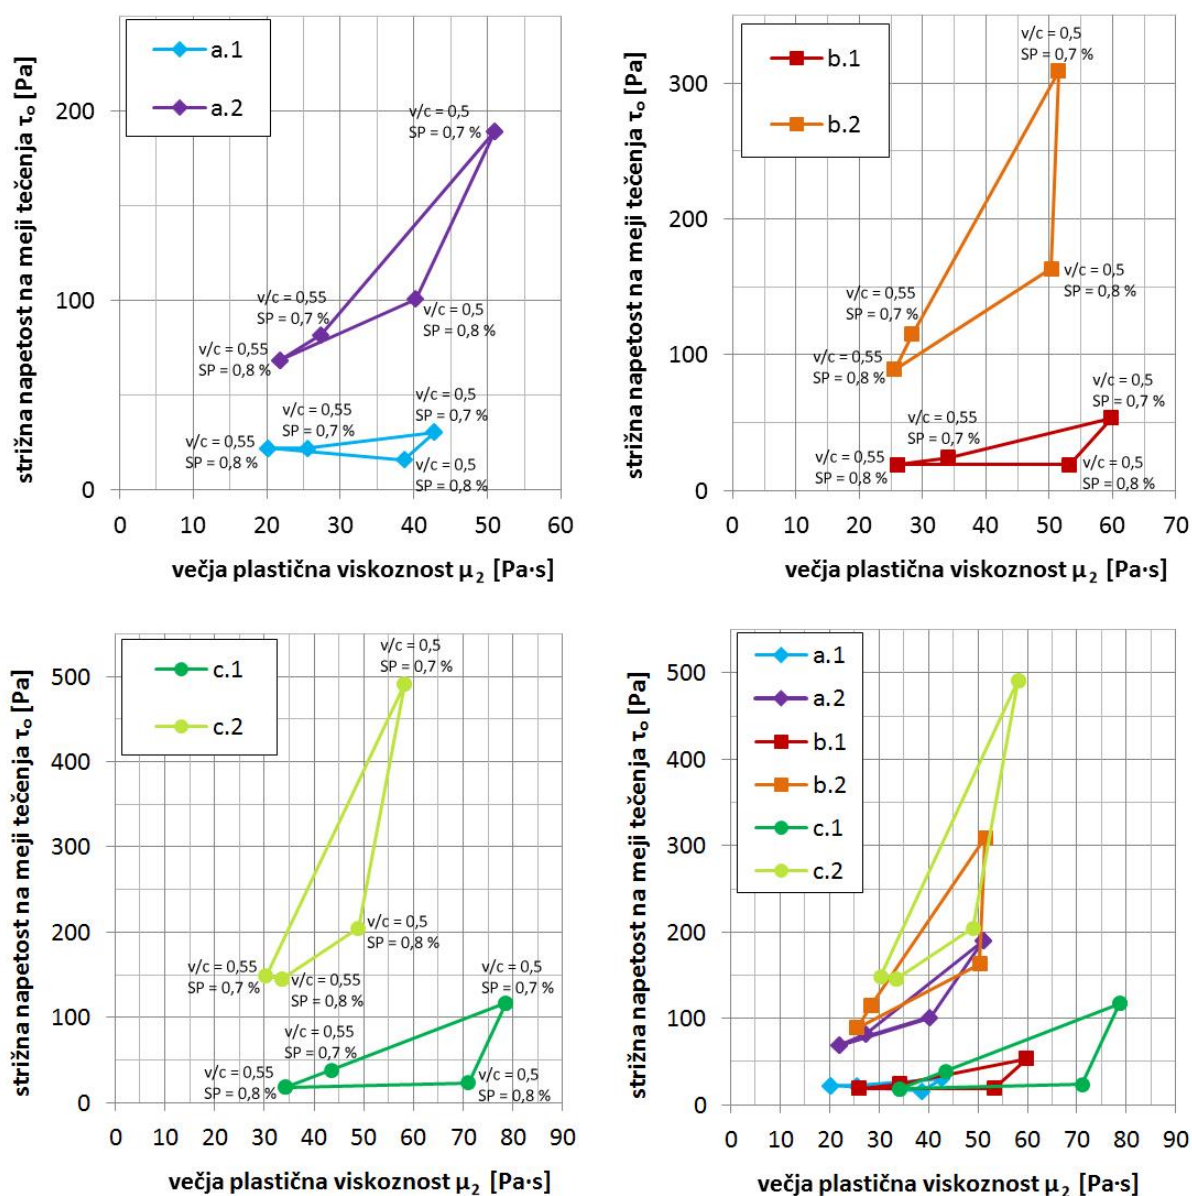 a.1
a.2
strižna napetost na meji tečenja τₒ [Pa]
200
100
0
v/c = 0,5
SP = 0,7 %
v/c = 0,55
SP = 0,7 %
v/c = 0,5
SP = 0,8 %
v/c = 0,55
SP = 0,8 %
v/c = 0,5
SP = 0,7 %
v/c = 0,55
SP = 0,7 %
v/c = 0,55
SP = 0,8 %
v/c = 0,5
SP = 0,8 %
0 10 20 30 40 50 60
večja plastična viskoznost μ₂ [Pa·s]
b.1
b.2
strižna napetost na meji tečenja τₒ [Pa]
300
200
100
0
v/c = 0,5
SP = 0,7 %
v/c = 0,5
SP = 0,8 %
v/c = 0,55
SP = 0,7 %
v/c = 0,55
SP = 0,8 %
v/c = 0,5
SP = 0,7 %
v/c = 0,55
SP = 0,7 %
v/c = 0,55
SP = 0,8 %
v/c = 0,5
SP = 0,8 %
0 10 20 30 40 50 60 70
večja plastična viskoznost μ₂ [Pa·s]
c.1
c.2
strižna napetost na meji tečenja τₒ [Pa]
500
400
300
200
100
0
v/c = 0,5
SP = 0,7 %
v/c = 0,5
SP = 0,8 %
v/c = 0,55
SP = 0,7 %
v/c = 0,55
SP = 0,8 %
v/c = 0,5
SP = 0,7 %
v/c = 0,55
SP = 0,7 %
v/c = 0,55
SP = 0,8 %
v/c = 0,5
SP = 0,8 %
0 10 20 30 40 50 60 70 80 90
večja plastična viskoznost μ₂ [Pa·s]
a.1
a.2
b.1
b.2
c.1
c.2
strižna napetost na meji tečenja τₒ [Pa]
500
400
300
200
100
0
0 10 20 30 40 50 60 70 80 90
večja plastična viskoznost μ₂ [Pa·s]